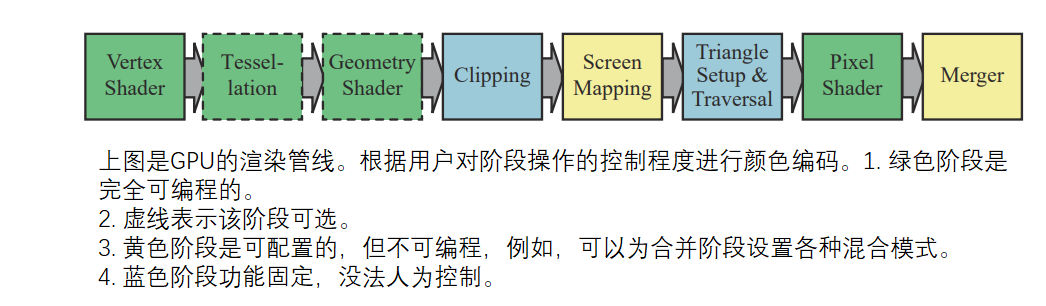 Vertex Shader
Tessel-lation
Geometry Shader
Clipping
Screen Mapping
Triangle Setup & Traversal
Pixel Shader
Merger
上图是GPU的渲染管线。根据用户对阶段操作的控制程度进行颜色编码。1. 绿色阶段是
完全可编程的。
2. 虚线表示该阶段可选。
3. 黄色阶段是可配置的，但不可编程，例如，可以为合并阶段设置各种混合模式。
4. 蓝色阶段功能固定，没法人为控制。